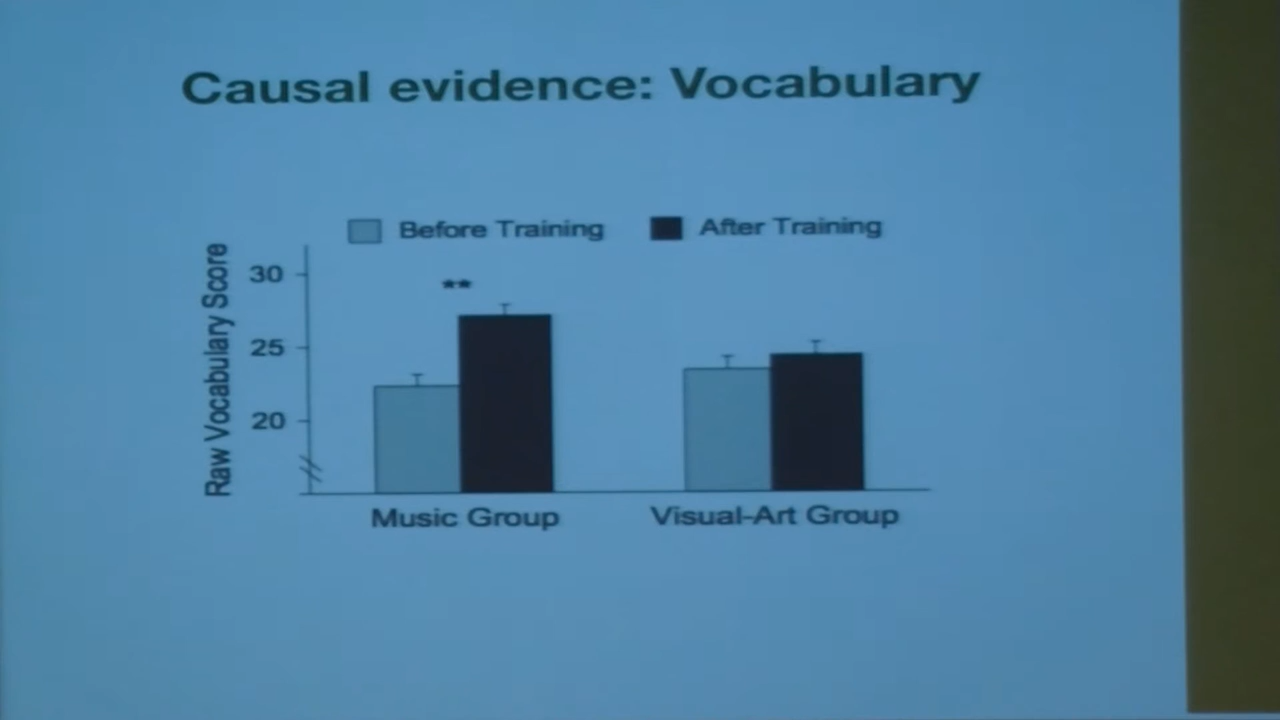 Causal evidence: Vocabulary
Before Training
After Training
Raw Vocabulary Score
30
25
20
**
Music Group
Visual-Art Group